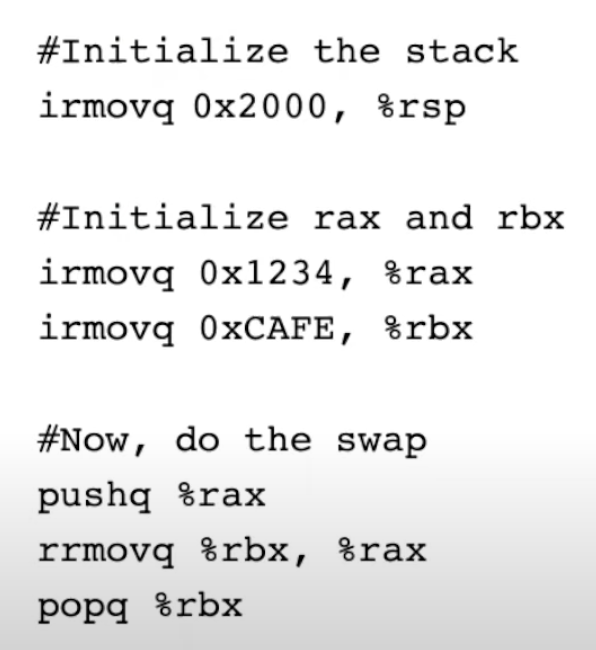 #Initialize the stack
irmovq 0x2000, %rsp
#Initialize rax and rbx
irmovq 0x1234, %rax
irmovq 0xCAFE, %rbx
#Now, do the swap
pushq %rax
rrmovq %rbx, %rax
popq %rbx